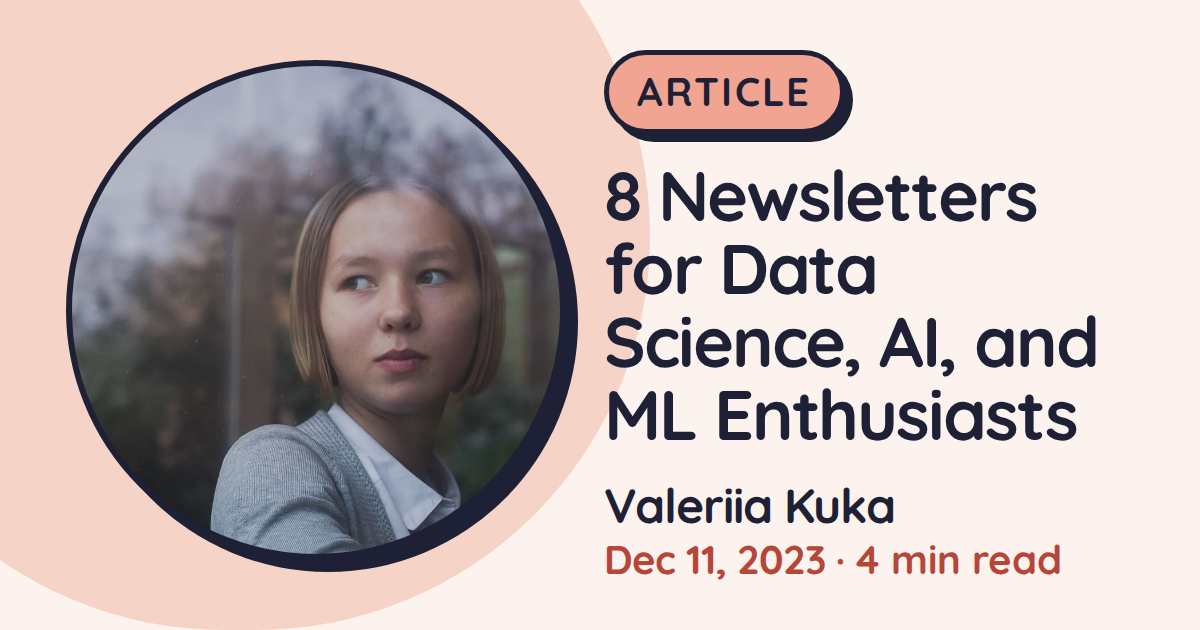 ARTICLE
8 Newsletters
for Data
Science, AI, and
ML Enthusiasts
Valeriia Kuka
Dec 11, 2023 · 4 min read